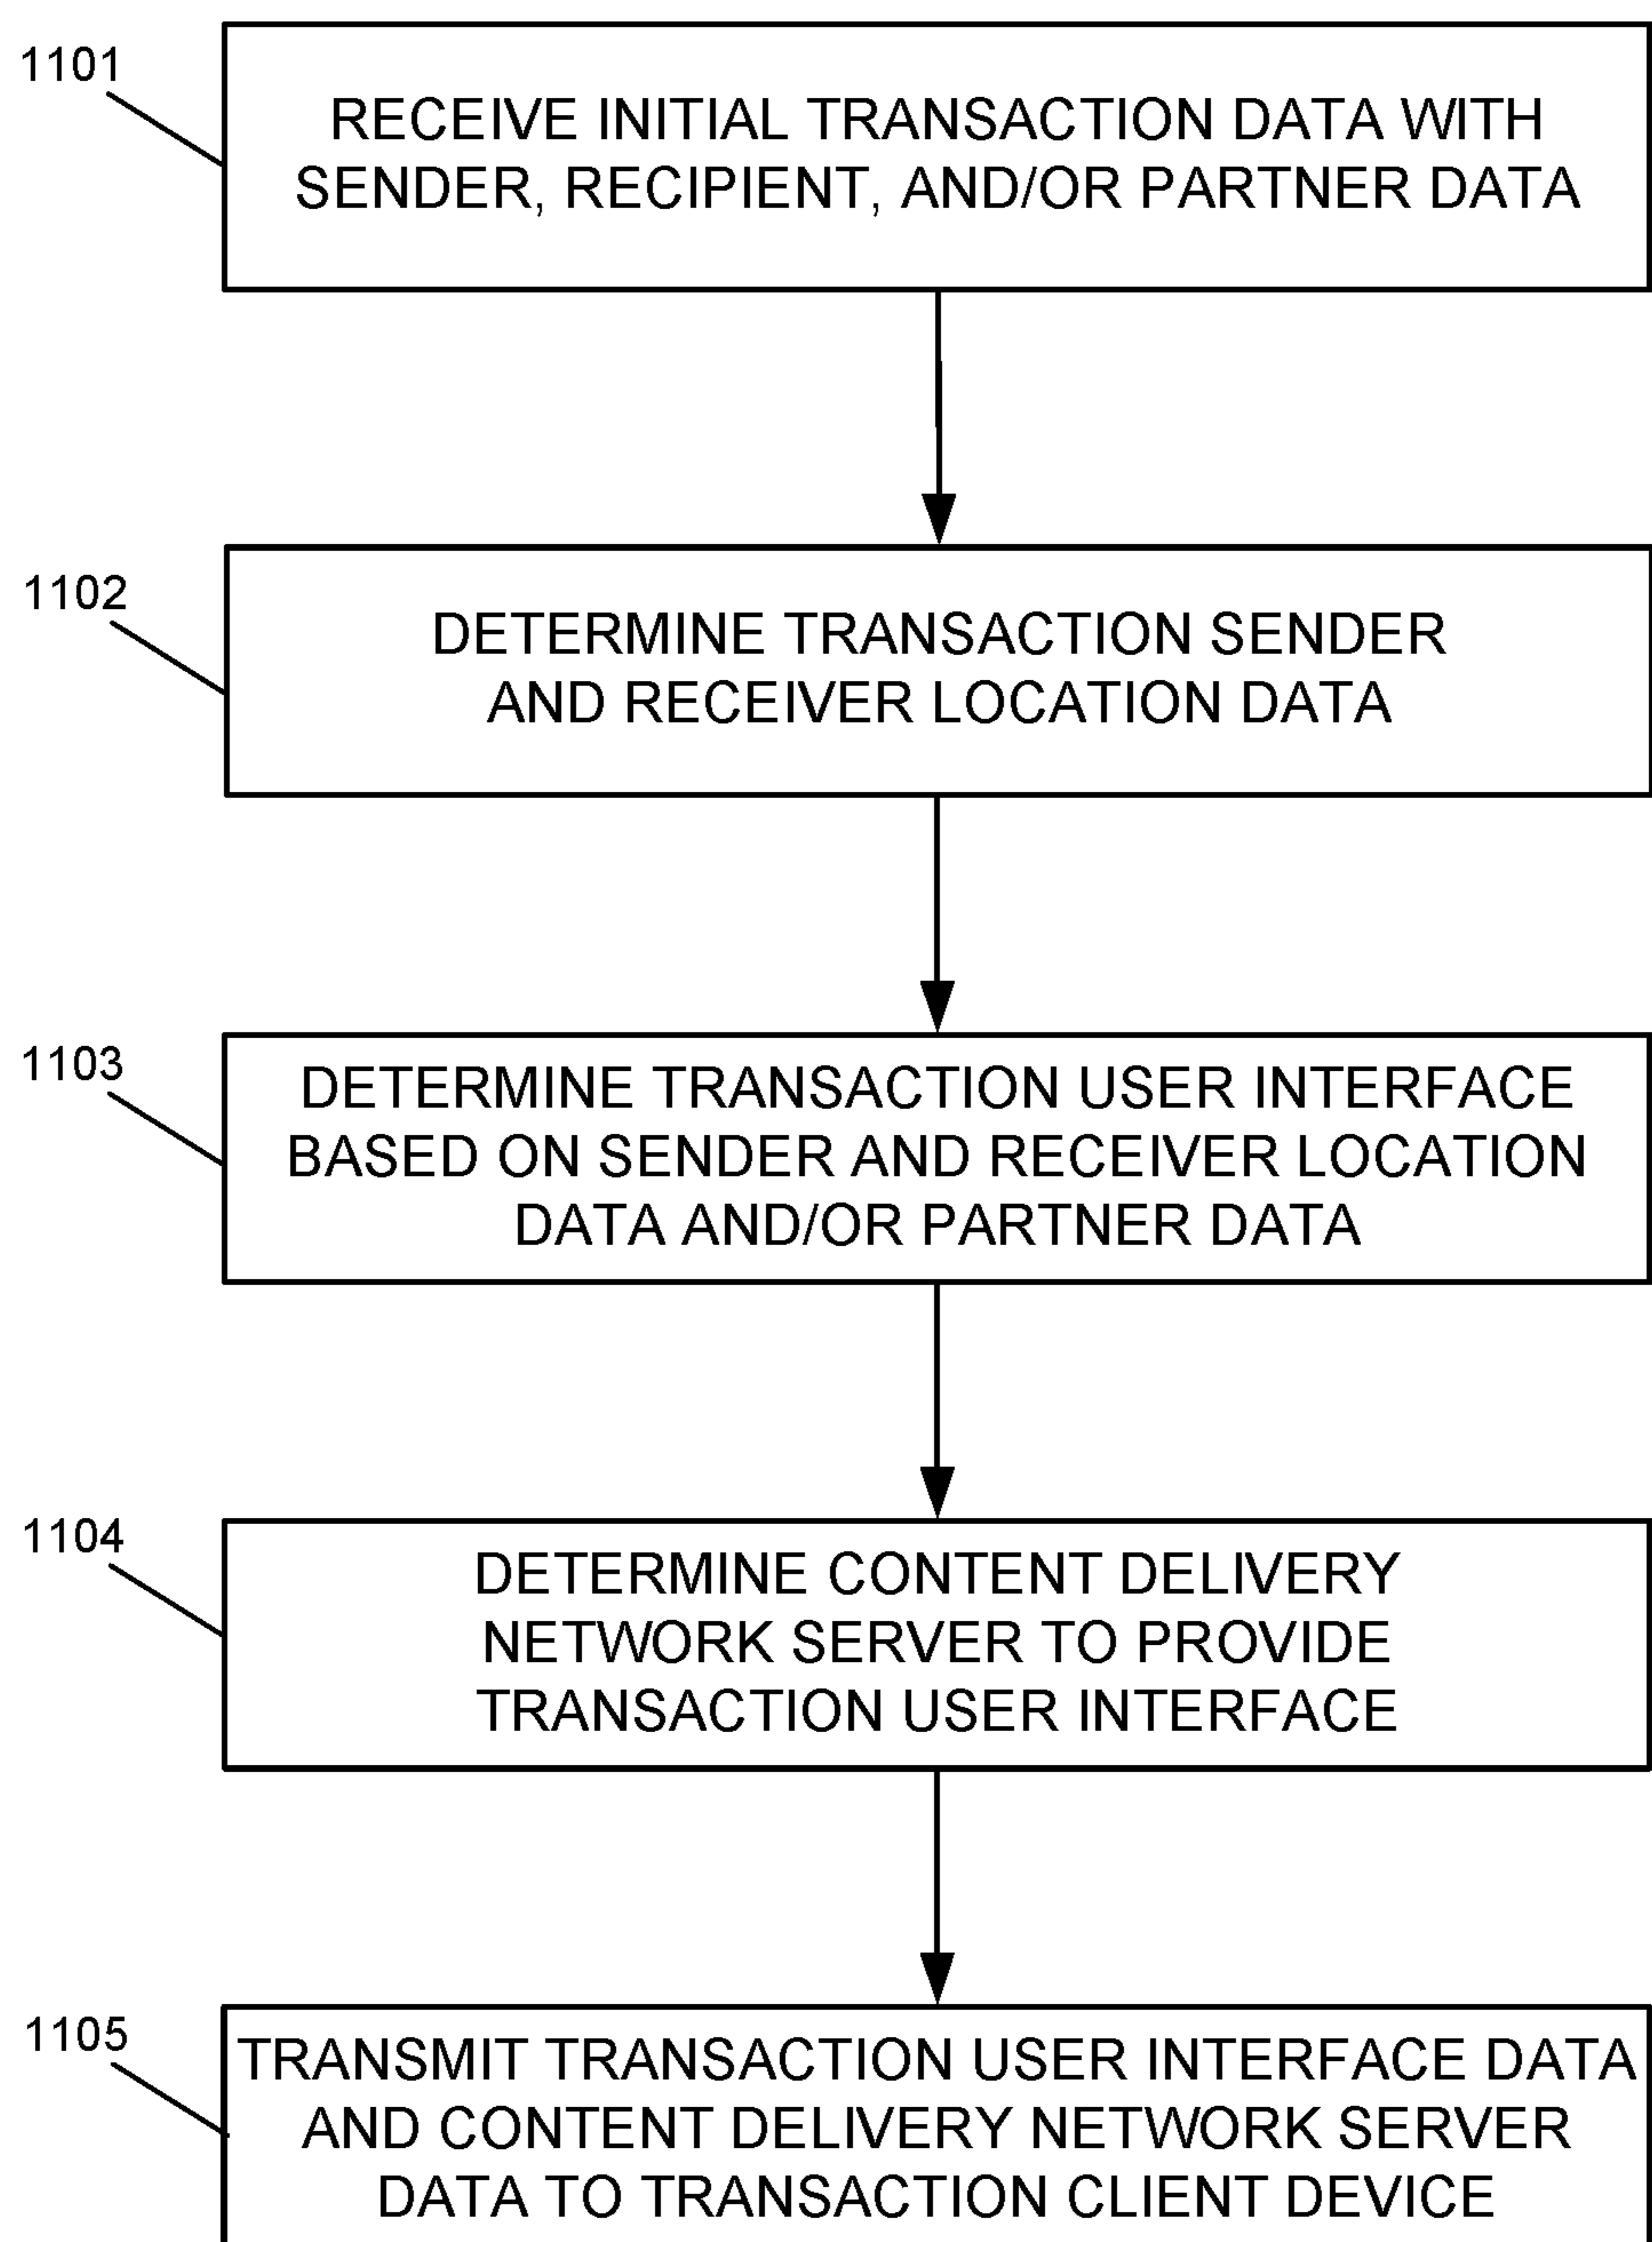 1101
RECEIVE INITIAL TRANSACTION DATA WITH
SENDER, RECIPIENT, AND/OR PARTNER DATA
1102
DETERMINE TRANSACTION SENDER
AND RECEIVER LOCATION DATA
1103
DETERMINE TRANSACTION USER INTERFACE
BASED ON SENDER AND RECEIVER LOCATION
DATA AND/OR PARTNER DATA
1104
DETERMINE CONTENT DELIVERY
NETWORK SERVER TO PROVIDE
TRANSACTION USER INTERFACE
1105
TRANSMIT TRANSACTION USER INTERFACE DATA
AND CONTENT DELIVERY NETWORK SERVER
DATA TO TRANSACTION CLIENT DEVICE